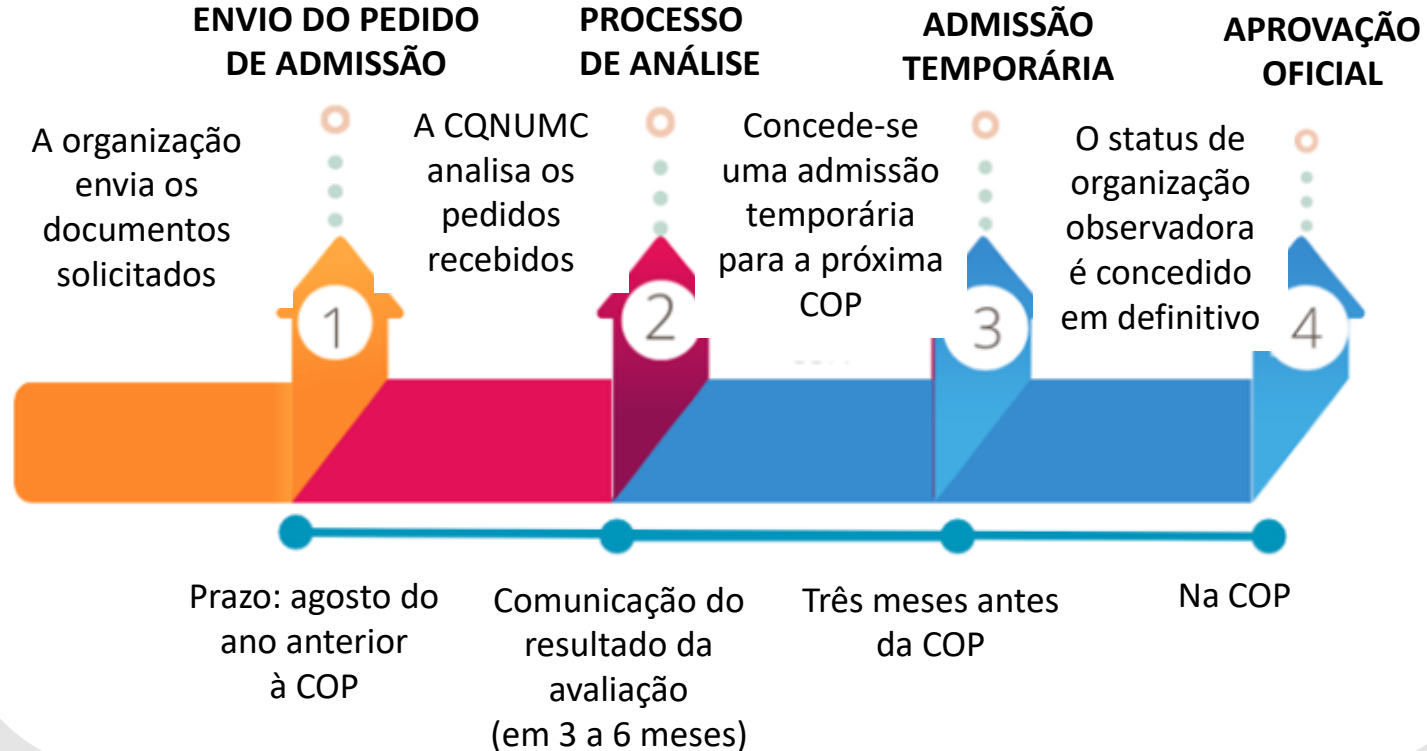 ENVIO DO PEDIDO
DE ADMISSÃO
A organização
envia os
documentos
solicitados
1
Prazo: agosto do
ano anterior
à COP
PROCESSO
DE ANÁLISE
A CQNUMC
analisa os
pedidos
recebidos
2
Comunicação do
resultado da
avaliação
(em 3 a 6 meses)
ADMISSÃO
TEMPORÁRIA
Concede-se
uma admissão
temporária
para a próxima
COP
3
Três meses antes
da COP
APROVAÇÃO
OFICIAL
O status de
organização
observadora
é concedido
em definitivo
4
Na COP